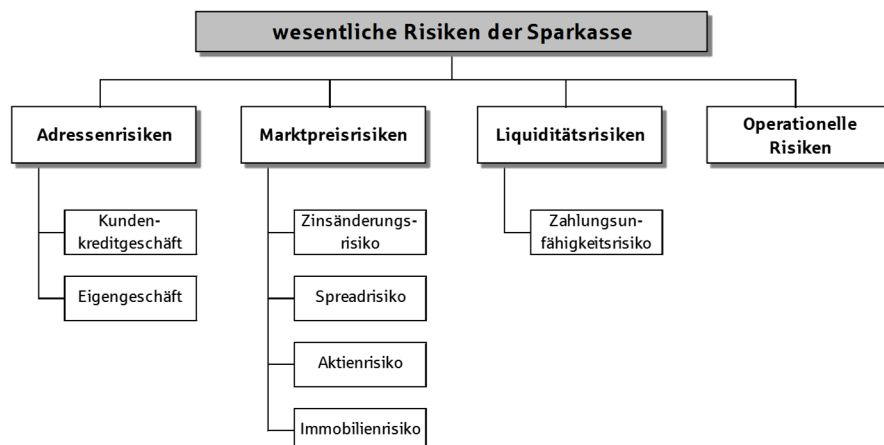 wesentliche Risiken der Sparkasse
Adressenrisiken
Marktpreisrisiken
Liquiditätsrisiken
Operationelle
Risiken
Kunden-
kreditgeschäft
Eigengeschäft
Zinsänderungs-
risiko
Spreadrisiko
Aktienrisiko
Immobilienrisiko
Zahlungsun-
fähigkeitsrisiko